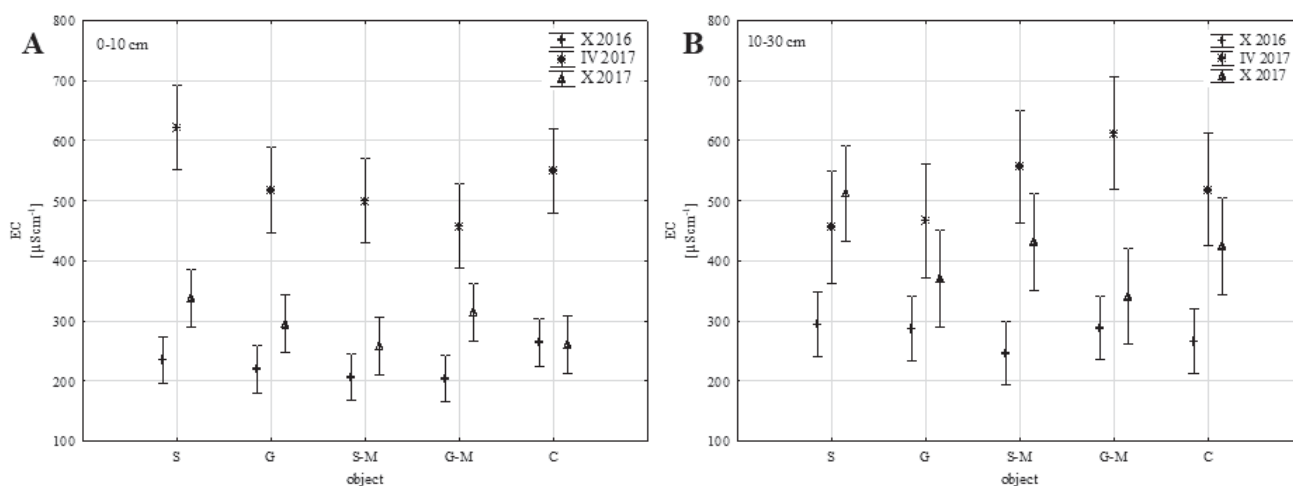 A
0-10 cm
X 2016
IV 2017
X 2017
800
700
600
500
400
300
200
100
EC
[µScm⁻¹]
S G S-M G-M C
object
B
10-30 cm
X 2016
IV 2017
X 2017
800
700
600
500
400
300
200
100
EC
[µScm⁻¹]
S G S-M G-M C
object